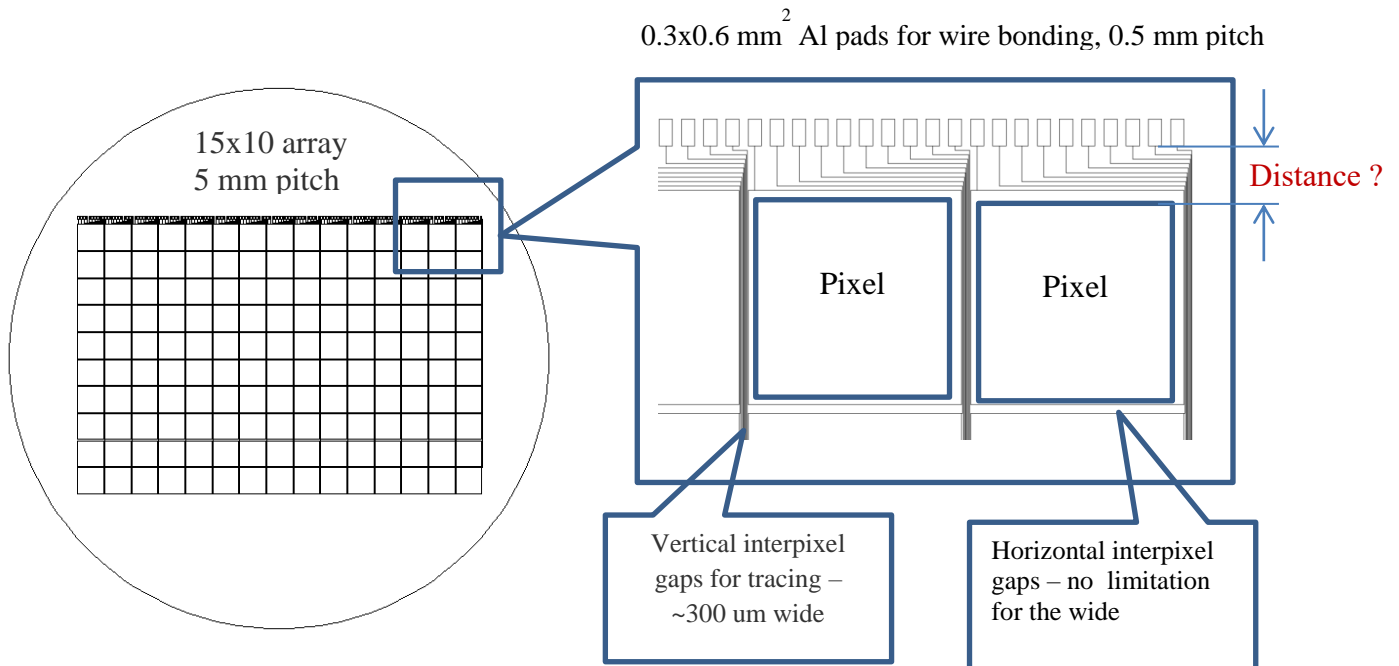 0.3x0.6 mm² Al pads for wire bonding, 0.5 mm pitch
15x10 array
5 mm pitch
Distance ?
Pixel
Pixel
Vertical interpixel
gaps for tracing –
~300 um wide
Horizontal interpixel
gaps – no limitation
for the wide